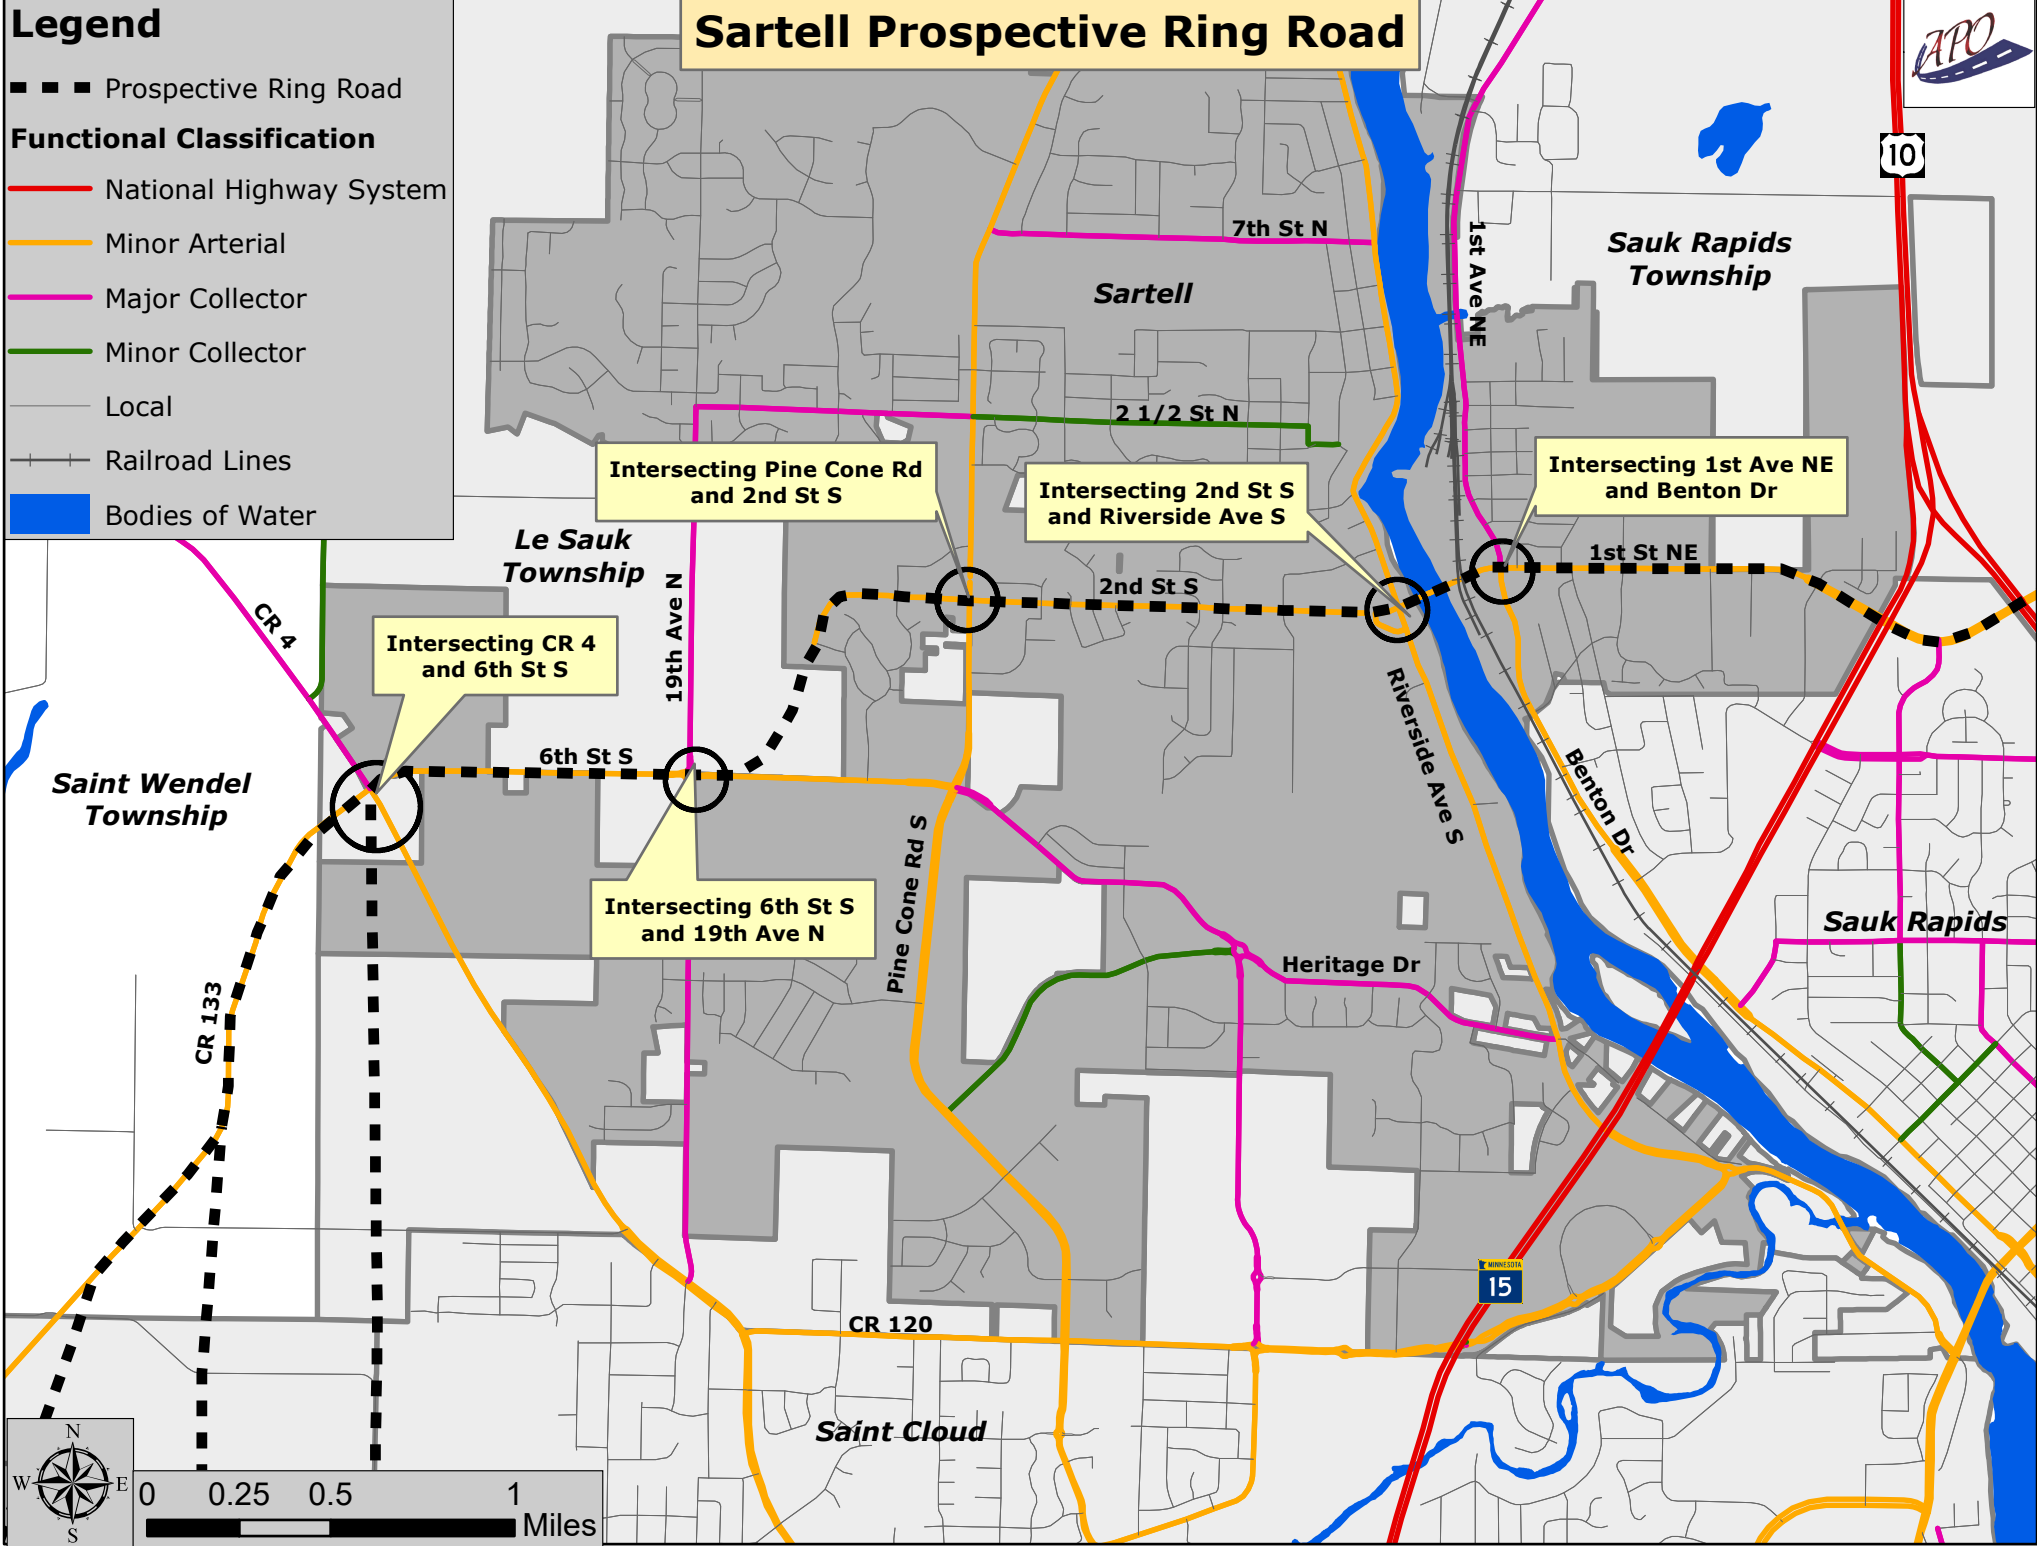 Sartell Prospective Ring Road
Legend
Prospective Ring Road
Functional Classification
National Highway System
Minor Arterial
Major Collector
Minor Collector
Local
Railroad Lines
Bodies of Water
APO
10
7th St N
1st Ave NE
Sauk Rapids
Township
Sartell
2 1/2 St N
Intersecting Pine Cone Rd
and 2nd St S
Intersecting 2nd St S
and Riverside Ave S
Intersecting 1st Ave NE
and Benton Dr
Le Sauk
Township
1st St NE
2nd St S
19th Ave N
CR 4
Intersecting CR 4
and 6th St S
6th St S
Saint Wendel
Township
Riverside Ave S
Benton Dr
Pine Cone Rd S
Intersecting 6th St S
and 19th Ave N
Sauk Rapids
Heritage Dr
CR 133
MINNESOTA
15
CR 120
Saint Cloud
N
W E
S
0 0.25 0.5 1
Miles